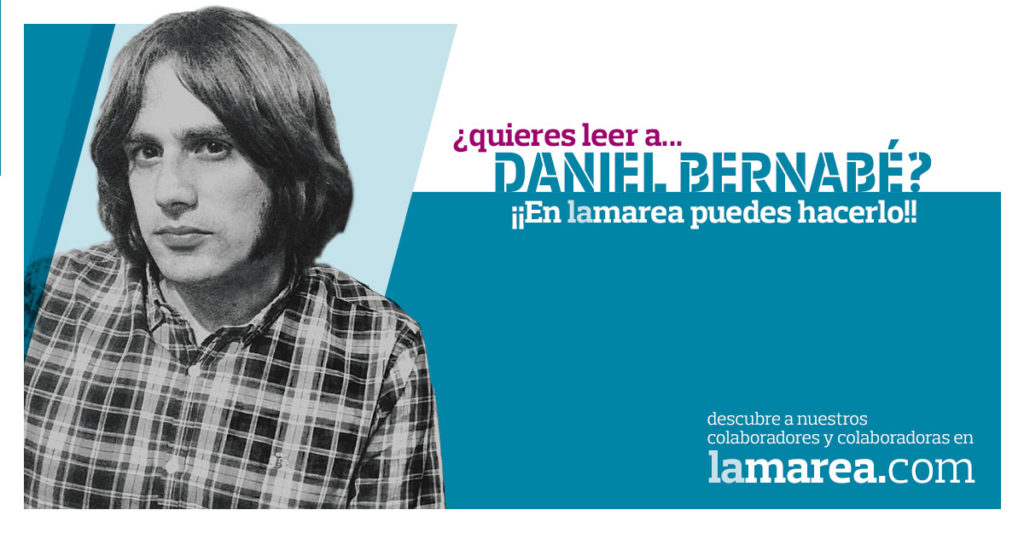 ¿quieres leer a...
DANIEL BERNABÉ?
¡¡En lamarea puedes hacerlo!!
descubre a nuestros
colaboradores y colaboradoras en
lamarea.com